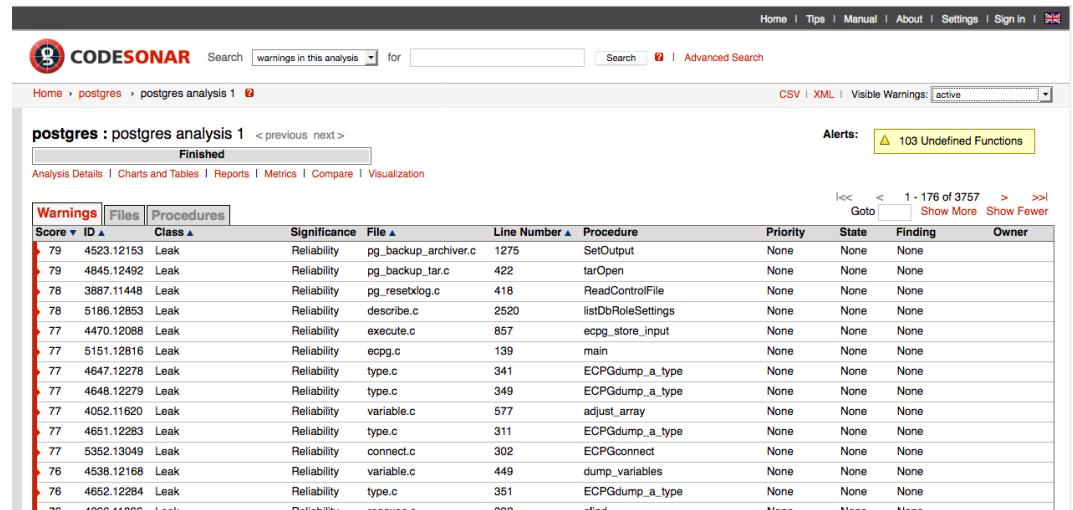 Home | Tips | Manual | About | Settings | Sign in |
CODESONAR Search warnings in this analysis for Search ? | Advanced Search
Home › postgres › postgres analysis 1 ? CSV | XML | Visible Warnings: active
postgres : postgres analysis 1 < previous next > Alerts: 103 Undefined Functions
Finished
Analysis Details | Charts and Tables | Reports | Metrics | Compare | Visualization
|<< < 1 - 176 of 3757 > >>|
Goto Show More Show Fewer
Warnings Files Procedures
Score ▼ ID ▲ Class ▲ Significance File ▲ Line Number ▲ Procedure Priority State Finding Owner
79 4523.12153 Leak Reliability pg_backup_archiver.c 1275 SetOutput None None None
79 4845.12492 Leak Reliability pg_backup_tar.c 422 tarOpen None None None
78 3887.11448 Leak Reliability pg_resetxlog.c 418 ReadControlFile None None None
78 5186.12853 Leak Reliability describe.c 2520 listDbRoleSettings None None None
77 4470.12088 Leak Reliability execute.c 857 ecpg_store_input None None None
77 5151.12816 Leak Reliability ecpg.c 139 main None None None
77 4647.12278 Leak Reliability type.c 341 ECPGdump_a_type None None None
77 4648.12279 Leak Reliability type.c 349 ECPGdump_a_type None None None
77 4052.11620 Leak Reliability variable.c 577 adjust_array None None None
77 4651.12283 Leak Reliability type.c 311 ECPGdump_a_type None None None
77 5352.13049 Leak Reliability connect.c 302 ECPGconnect None None None
76 4538.12168 Leak Reliability variable.c 449 dump_variables None None None
76 4652.12284 Leak Reliability type.c 351 ECPGdump_a_type None None None
76 Leak Reliability None None None